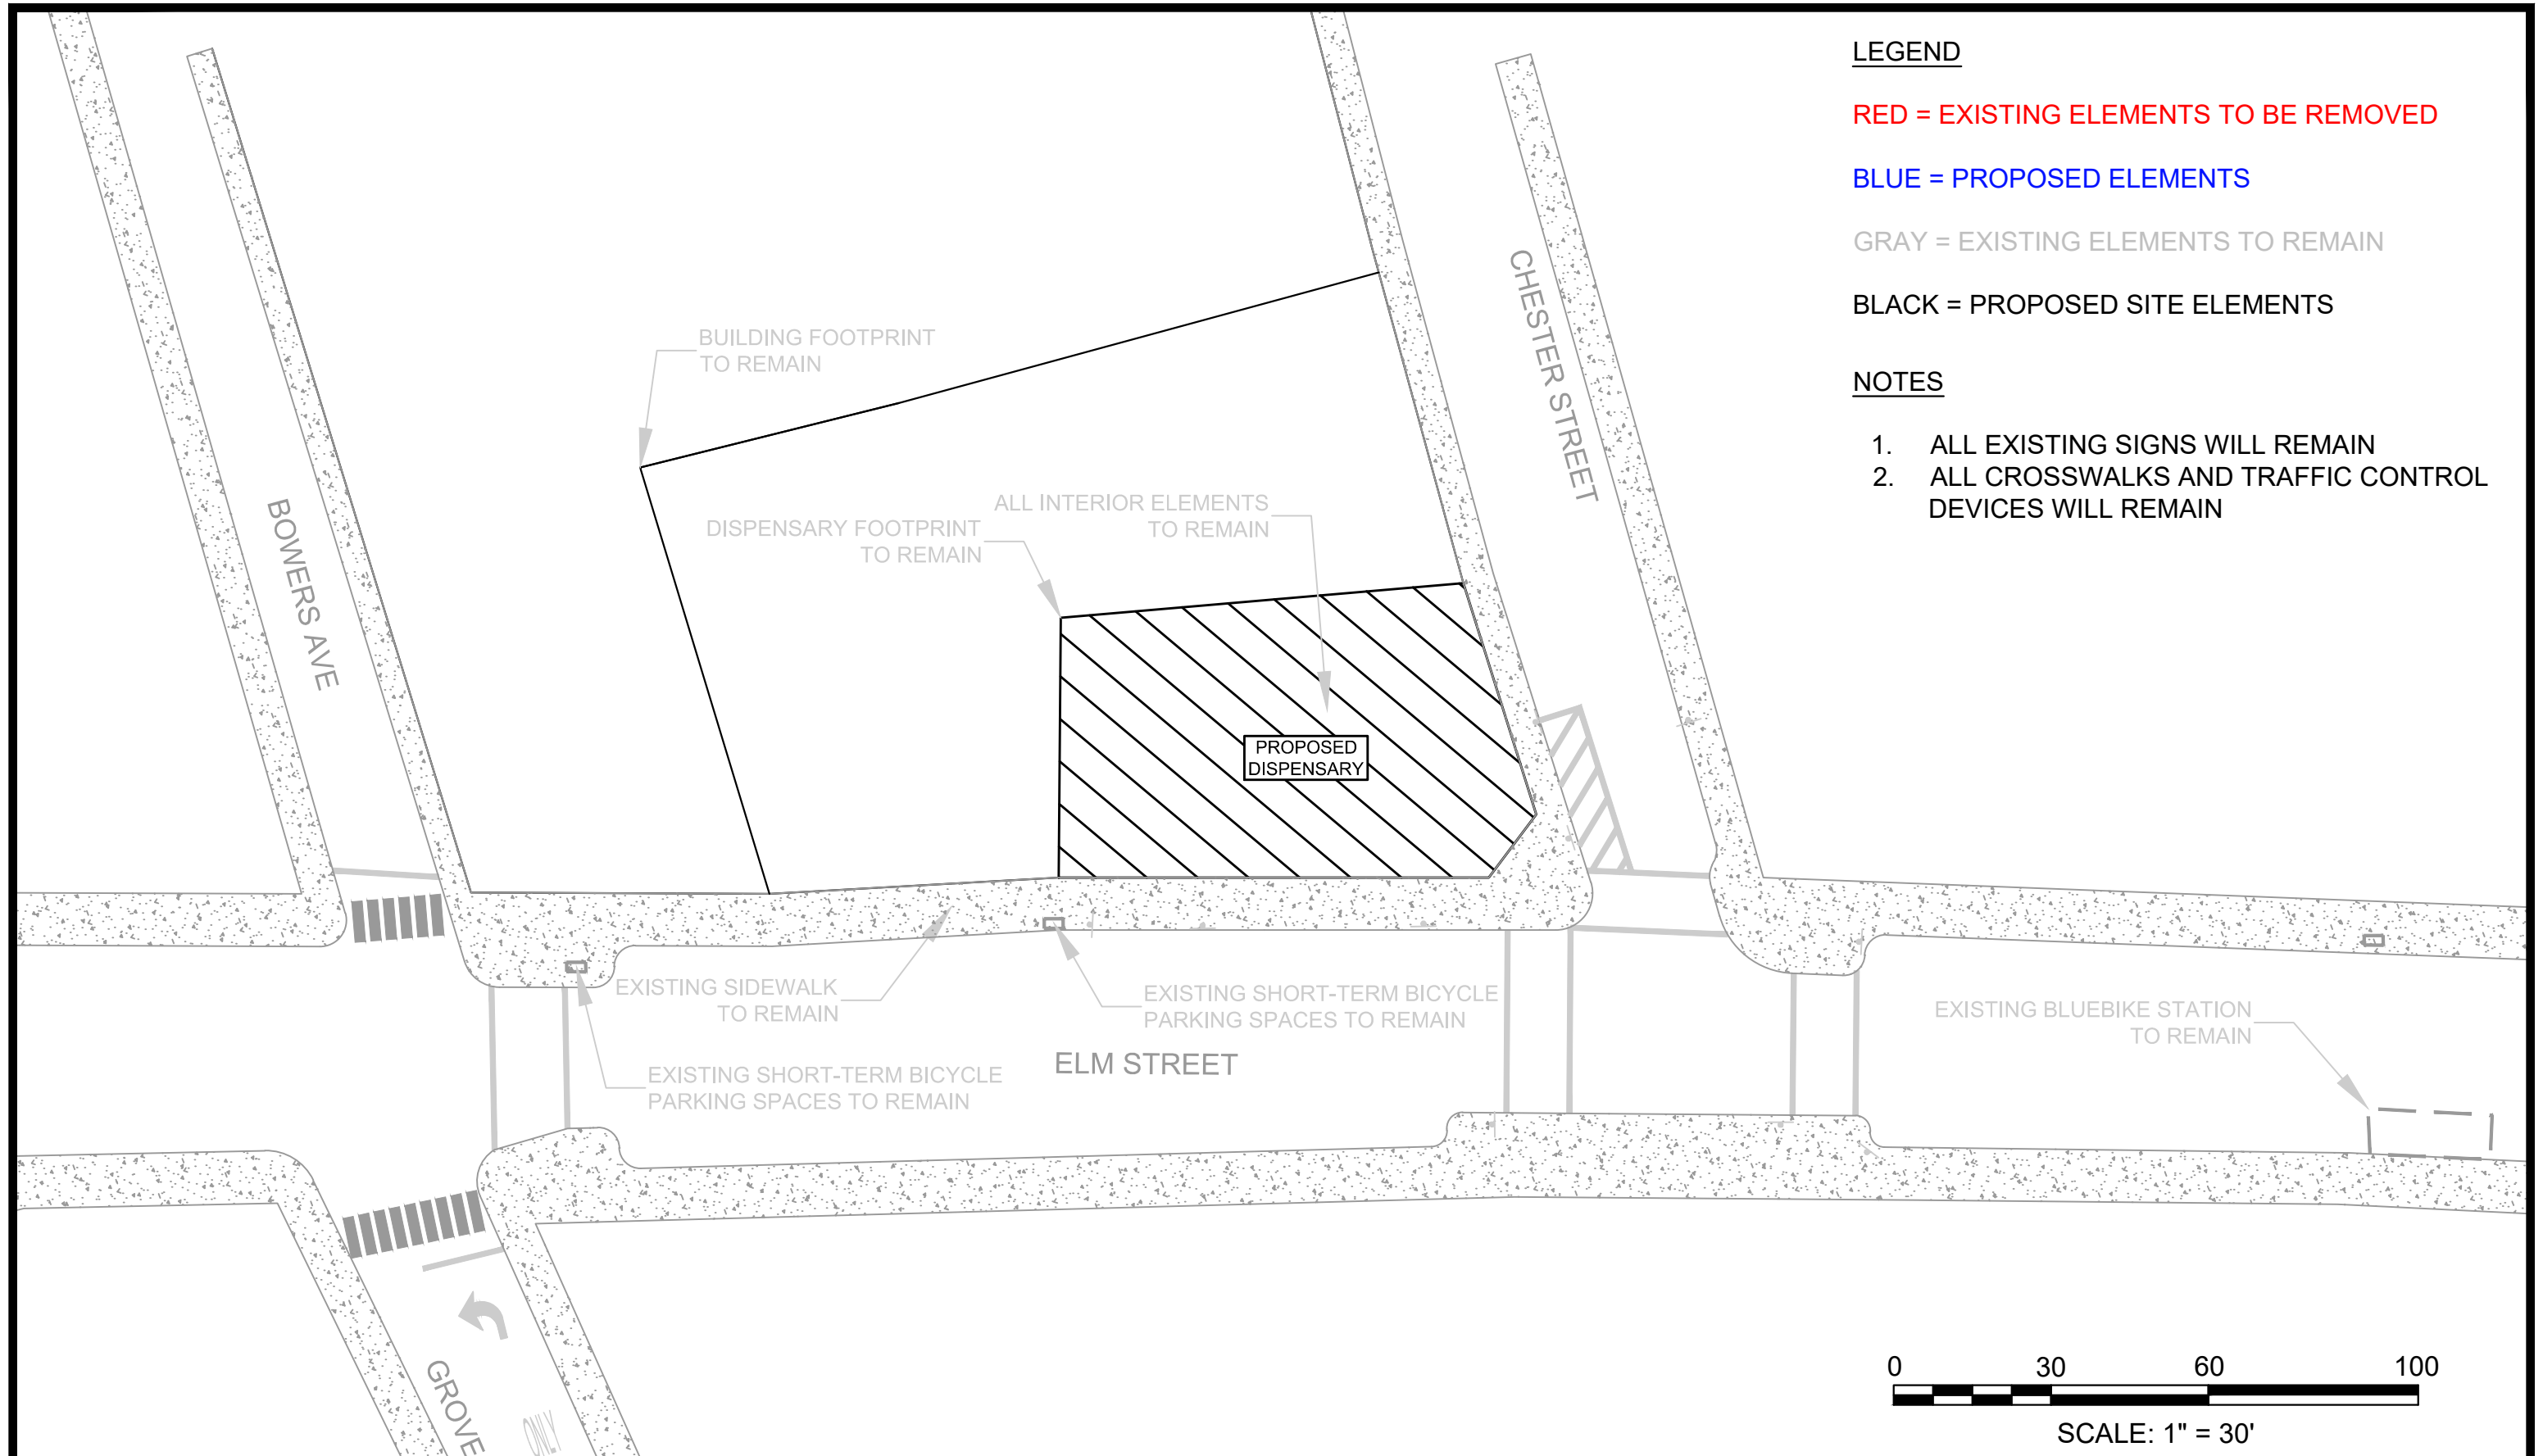 LEGEND
RED = EXISTING ELEMENTS TO BE REMOVED
BLUE = PROPOSED ELEMENTS
GRAY = EXISTING ELEMENTS TO REMAIN
BLACK = PROPOSED SITE ELEMENTS
NOTES
1. ALL EXISTING SIGNS WILL REMAIN
2. ALL CROSSWALKS AND TRAFFIC CONTROL
DEVICES WILL REMAIN
CHESTER STREET
BUILDING FOOTPRINT
TO REMAIN
ALL INTERIOR ELEMENTS
TO REMAIN
DISPENSARY FOOTPRINT
TO REMAIN
BOWERS AVE
PROPOSED
DISPENSARY
EXISTING SIDEWALK
TO REMAIN
EXISTING SHORT-TERM BICYCLE
PARKING SPACES TO REMAIN
EXISTING BLUEBIKE STATION
TO REMAIN
ELM STREET
EXISTING SHORT-TERM BICYCLE
PARKING SPACES TO REMAIN
GROVE
ONLY
0 30 60 100
SCALE: 1" = 30'